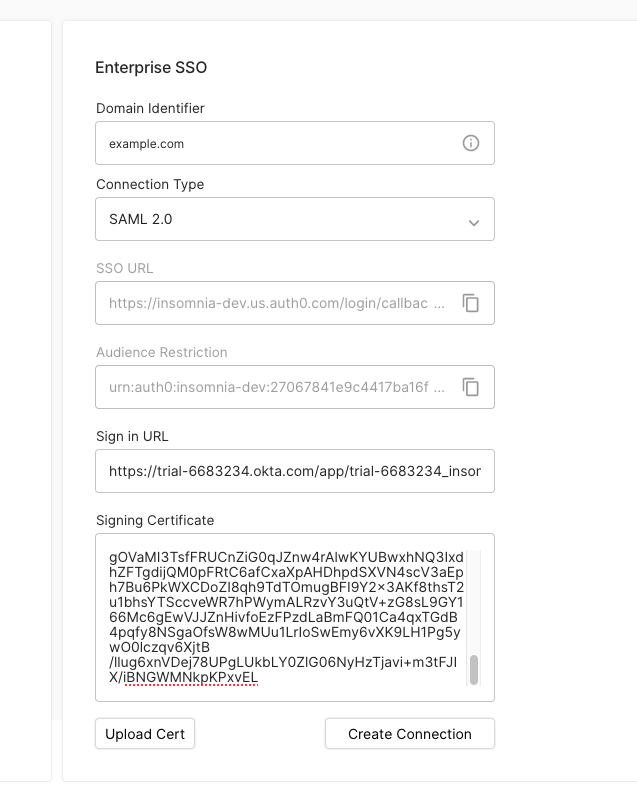 Enterprise SSO
Domain Identifier
example.com
Connection Type
SAML 2.0
SSO URL
https://insomnia-dev.us.auth0.com/login/callbac ...
Audience Restriction
urn:auth0:insomnia-dev:27067841e9c4417ba16f ...
Sign in URL
https://trial-6683234.okta.com/app/trial-6683234_insor
Signing Certificate
gOVaMI3TsfFRUCnZiG0qJZnw4rAlwKYUBwxhNQ3lxd
hZFTgdijQM0pFRtC6afCxaXpAHDhpdSXVN4scV3aEp
h7Bu6PkWXCDoZI8qh9TdTOmugBFI9Y2×3AKf8thsT2
u1bhsYTSccveWR7hPWymALRzvY3uQtV+zG8sL9GY1
66Mc6gEwVJJZnHivfoEzFPzdLaBmFQ01Ca4qxTGdB
4pqfy8NSgaOfsW8wMUu1LrIoSwEmy6vXK9LH1Pg5y
wO0Iczqv6XjtB
/lIug6xnVDej78UPgLUkbLY0ZlG06NyHzTjavi+m3tFJI
X/iBNGWMNkpKPxvEL
Upload Cert
Create Connection